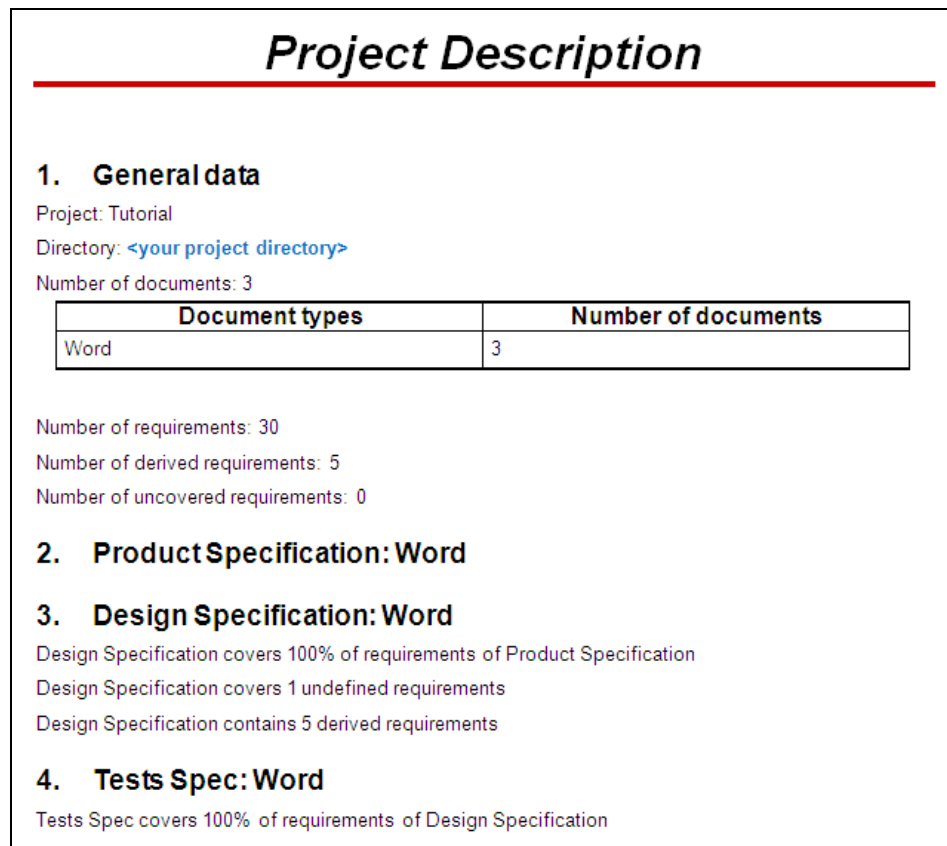 Project Description
1. General data
Project: Tutorial
Directory: <your project directory>
Number of documents: 3
Document types Number of documents
Word 3
Number of requirements: 30
Number of derived requirements: 5
Number of uncovered requirements: 0
2. Product Specification: Word
3. Design Specification: Word
Design Specification covers 100% of requirements of Product Specification
Design Specification covers 1 undefined requirements
Design Specification contains 5 derived requirements
4. Tests Spec: Word
Tests Spec covers 100% of requirements of Design Specification